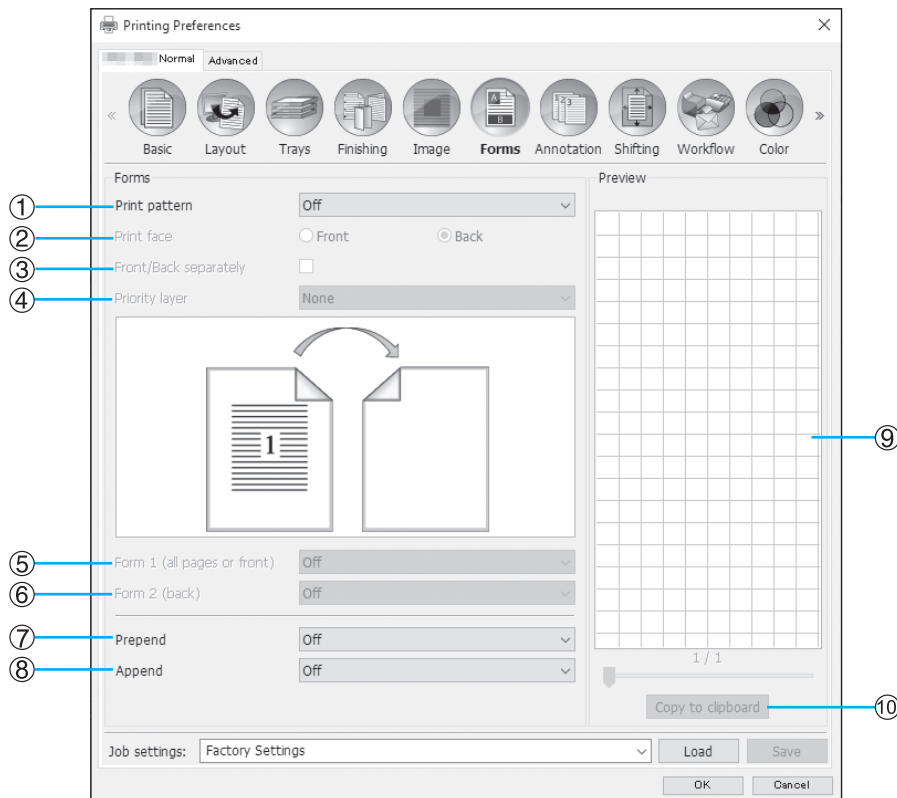 Printing Preferences
Normal Advanced
« Basic Layout Trays Finishing Image Forms Annotation Shifting Workflow Color »
A
B
1 2 3
Forms
Preview
① Print pattern Off
② Print face Front Back
③ Front/Back separately
④ Priority layer None
1
⑨
⑤ Form 1 (all pages or front) Off
⑥ Form 2 (back) Off
⑦ Prepend Off
⑧ Append Off
1 / 1
Copy to clipboard ⑩
Job settings: Factory Settings Load Save
OK Cancel